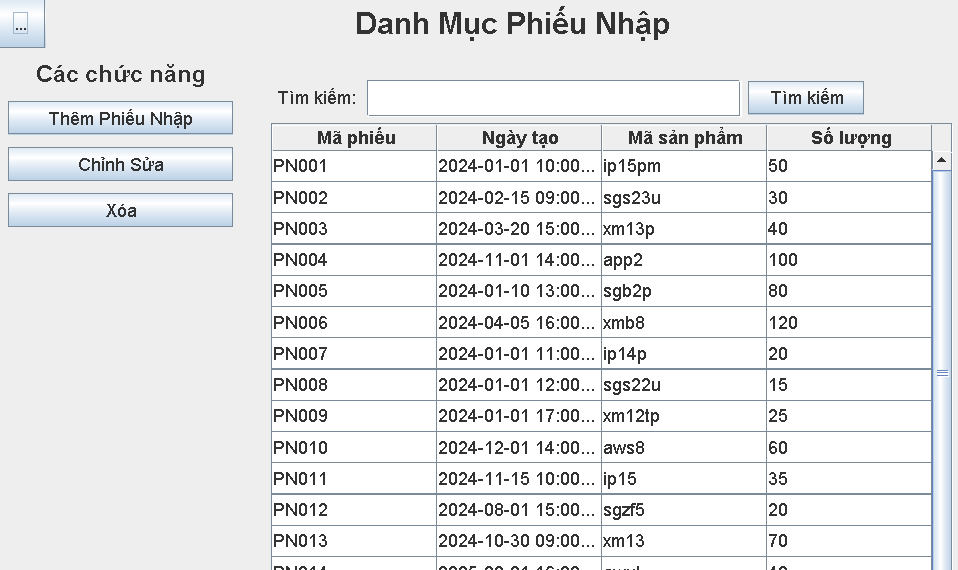 ...
Danh Mục Phiếu Nhập
Các chức năng
Thêm Phiếu Nhập
Chỉnh Sửa
Xóa
Tìm kiếm: Tìm kiếm
Mã phiếu Ngày tạo Mã sản phẩm Số lượng
PN001 2024-01-01 10:00... ip15pm 50
PN002 2024-02-15 09:00... sgs23u 30
PN003 2024-03-20 15:00... xm13p 40
PN004 2024-11-01 14:00... app2 100
PN005 2024-01-10 13:00... sgb2p 80
PN006 2024-04-05 16:00... xmb8 120
PN007 2024-01-01 11:00... ip14p 20
PN008 2024-01-01 12:00... sgs22u 15
PN009 2024-01-01 17:00... xm12tp 25
PN010 2024-12-01 14:00... aws8 60
PN011 2024-11-15 10:00... ip15 35
PN012 2024-08-01 15:00... sgzf5 20
PN013 2024-10-30 09:00... xm13 70